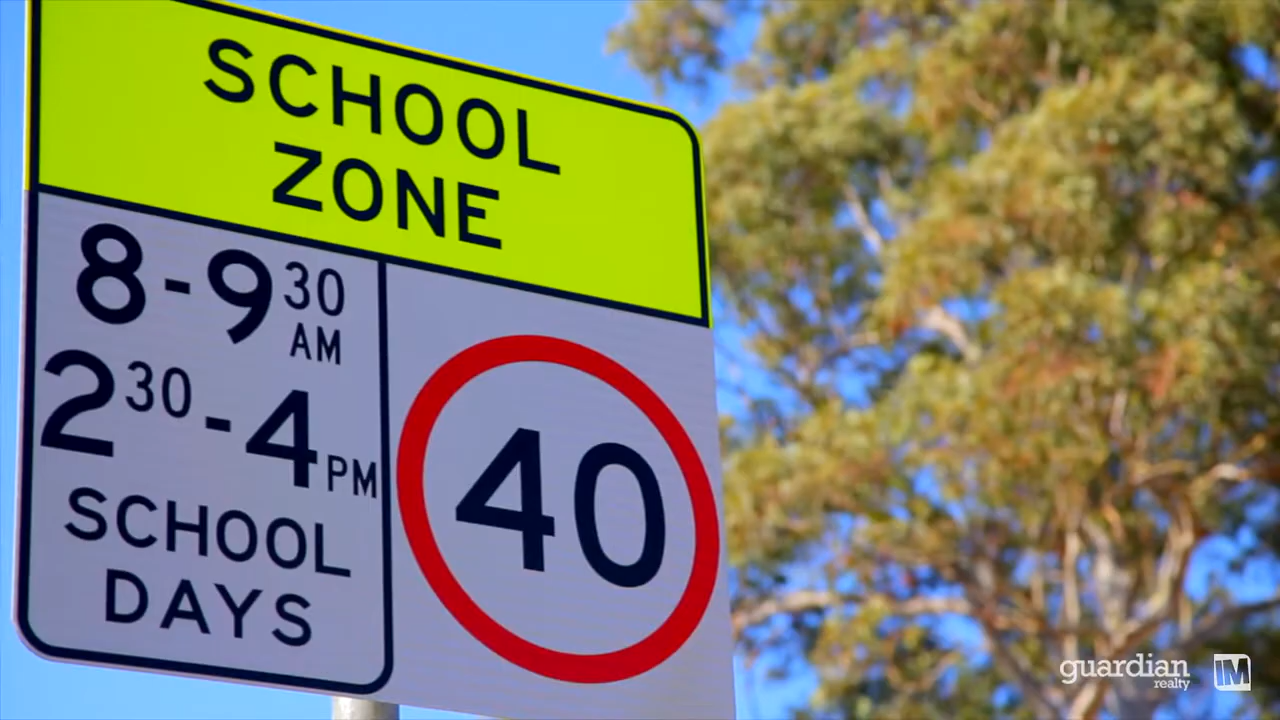 SCHOOL
ZONE
8-9 30 AM
2 30 -4 PM
SCHOOL
DAYS
40
guardian
realty
IM